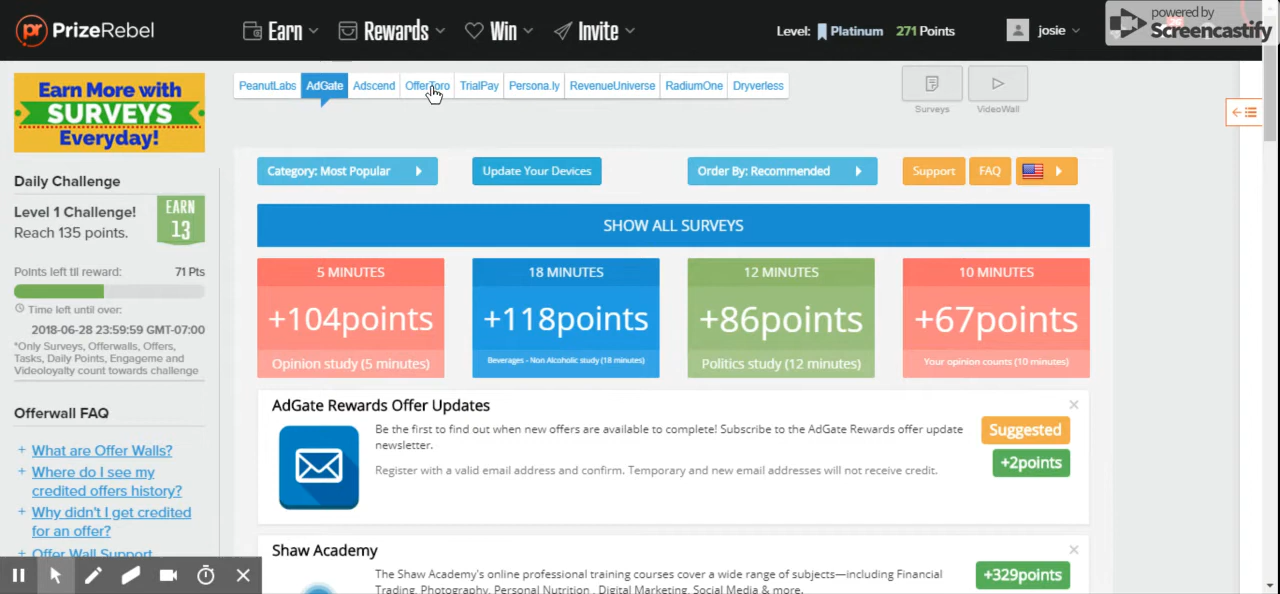 pr PrizeRebel
Earn
Rewards
Win
Invite
Level: Platinum 271 Points
josie
powered by
Screencastify
Earn More with
SURVEYS
Everyday!
PeanutLabs
AdGate
Adscend
OfferToro
TrialPay
Persona.ly
RevenueUniverse
RadiumOne
Dryverless
Surveys
VideoWall
Daily Challenge
Level 1 Challenge!
Reach 135 points.
EARN
13
Points left til reward: 71 Pts
Time left until over:
2018-06-28 23:59:59 GMT-07:00
*Only Surveys, Offerwalls, Offers,
Tasks, Daily Points, Engageme and
Videoloyalty count towards challenge
Offerwall FAQ
+ What are Offer Walls?
+ Where do I see my
credited offers history?
+ Why didn't I get credited
for an offer?
+ Offer Wall Support
Category: Most Popular
Update Your Devices
Order By: Recommended
Support
FAQ
SHOW ALL SURVEYS
5 MINUTES
+104points
Opinion study (5 minutes)
18 MINUTES
+118points
Beverages - Non Alcoholic study (18 minutes)
12 MINUTES
+86points
Politics study (12 minutes)
10 MINUTES
+67points
Your opinion counts (10 minutes)
AdGate Rewards Offer Updates
Be the first to find out when new offers are available to complete! Subscribe to the AdGate Rewards offer update
newsletter.
Register with a valid email address and confirm. Temporary and new email addresses will not receive credit.
Suggested
+2points
Shaw Academy
The Shaw Academy's online professional training courses cover a wide range of subjects—including Financial
Trading, Photography, Personal Nutrition, Digital Marketing, Social Media & more.
+329points